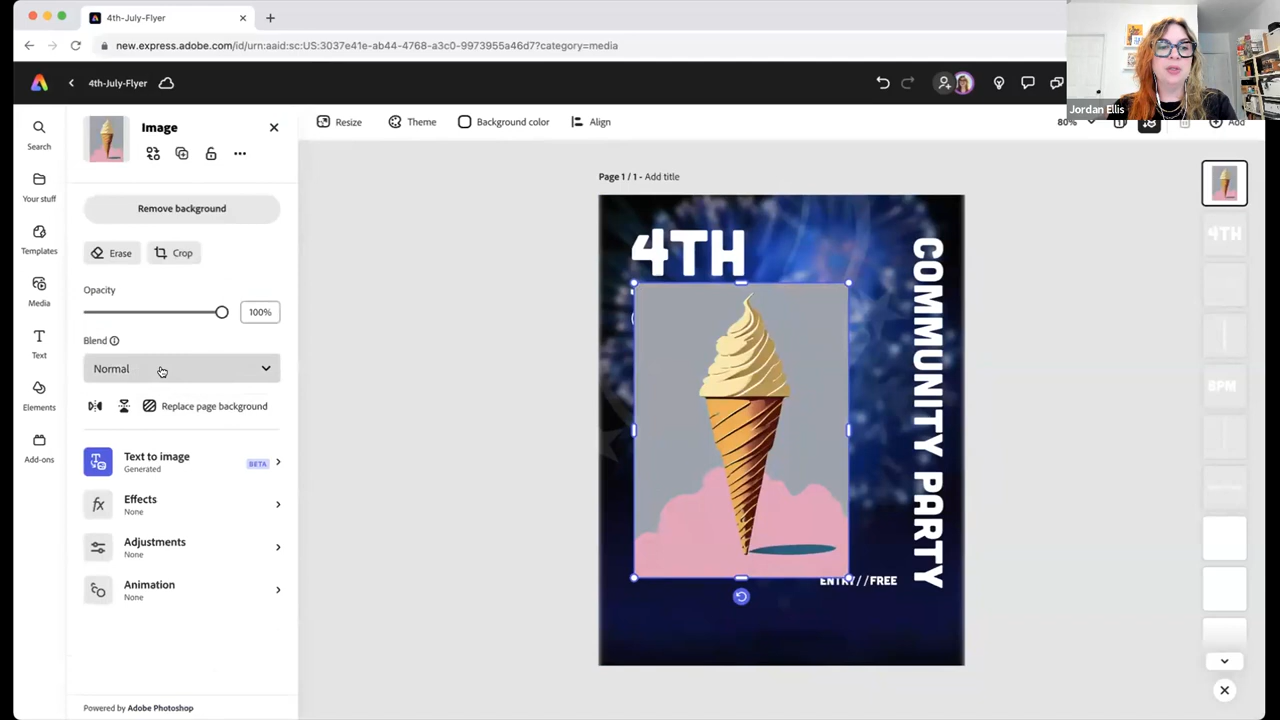 4th-July-Flyer
new.express.adobe.com/id/urn:aaid:sc:US:3037e41e-ab44-4768-a3c0-9973955a46d7?category=media
4th-July-Flyer
Jordan Ellis
Search
Your stuff
Templates
Media
Text
Elements
Add-ons
Image
Remove background
Erase
Crop
Opacity
100%
Blend
Normal
Replace page background
Text to image
Generated
BETA
Effects
None
Adjustments
None
Animation
None
Powered by Adobe Photoshop
Resize
Theme
Background color
Align
80%
Add
Page 1 / 1 - Add title
4TH
COMMUNITY PARTY
ENTRY//FREE
4TH
8PM